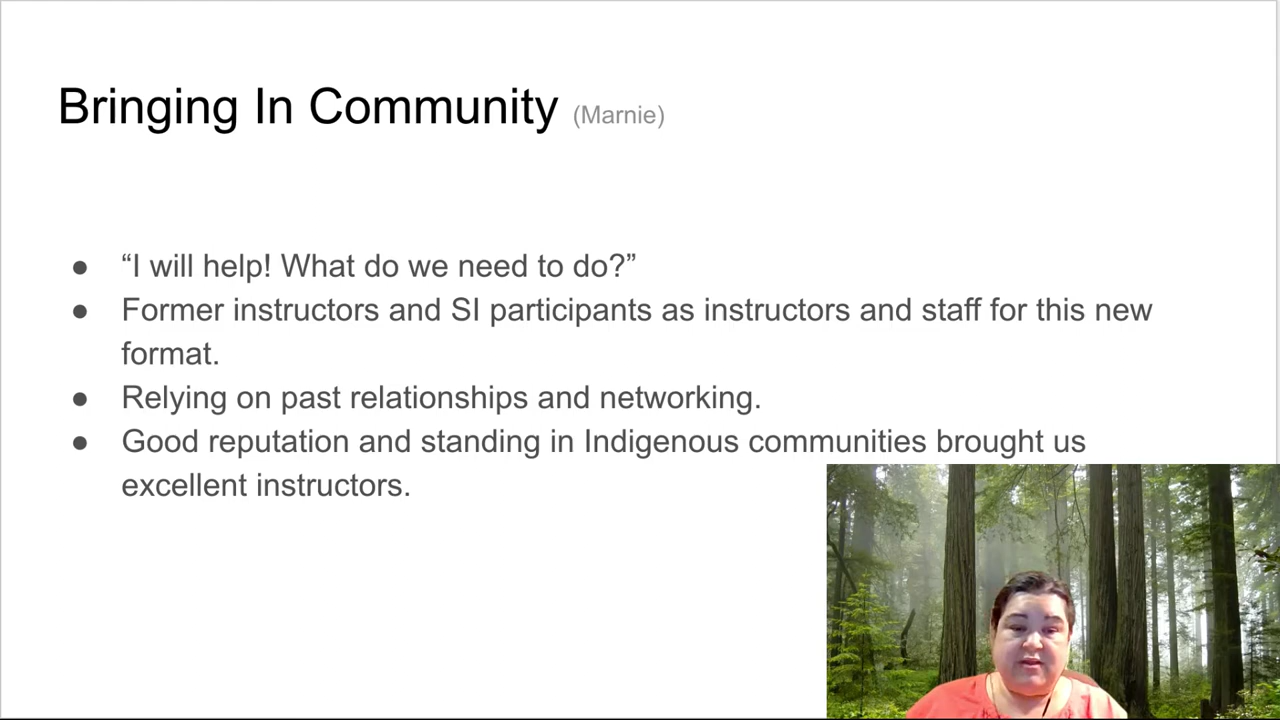 Bringing In Community (Marnie)
● “I will help! What do we need to do?”
● Former instructors and SI participants as instructors and staff for this new
format.
● Relying on past relationships and networking.
● Good reputation and standing in Indigenous communities brought us
excellent instructors.